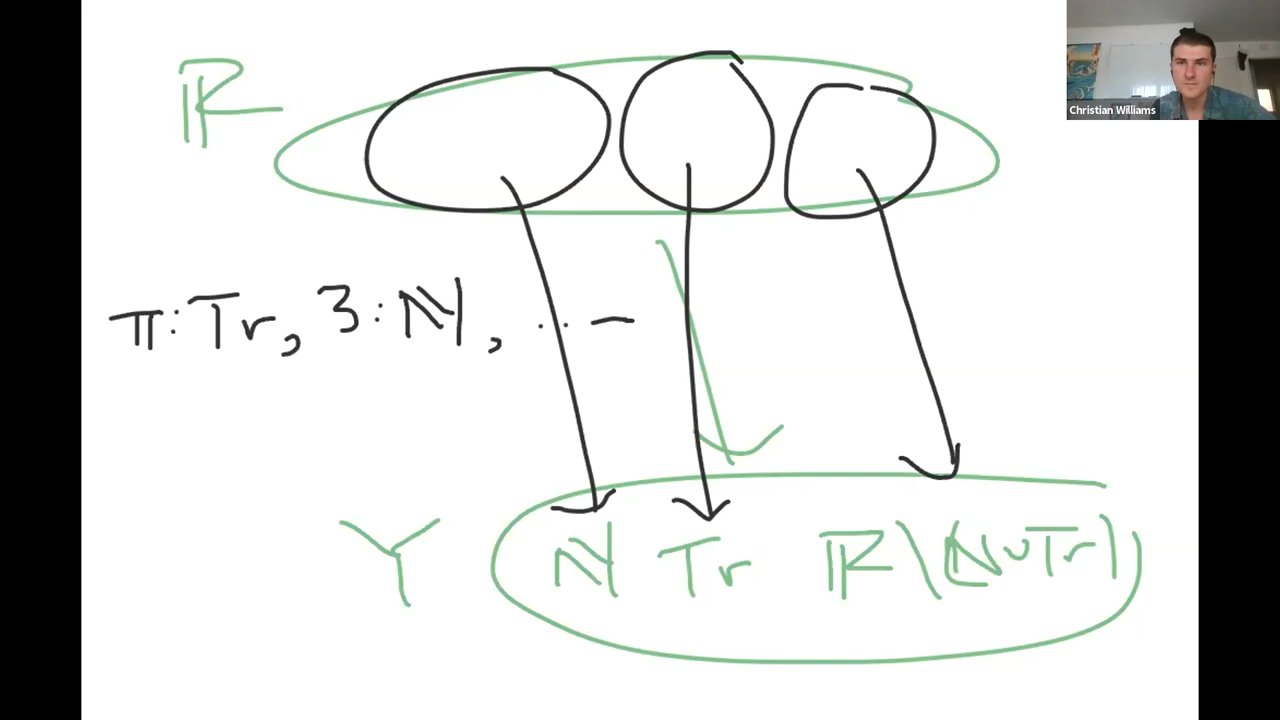 Christian Williams
ℝ
π:Tr, 3:ℕ, ...
Y ℕ Tr ℝ\(ℕ∪Tr)